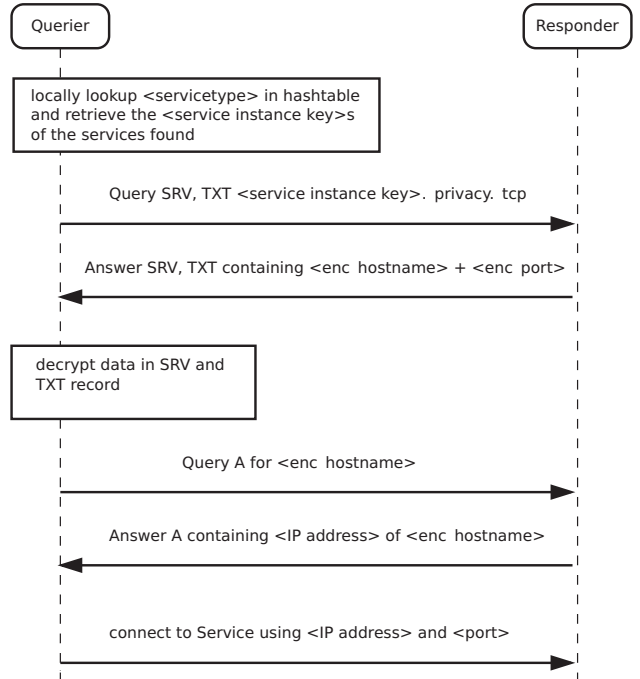 Querier
Responder
locally lookup <servicetype> in hashtable
and retrieve the <service instance key>s
of the services found
Query SRV, TXT <service instance key>. privacy. tcp
Answer SRV, TXT containing <enc hostname> + <enc port>
decrypt data in SRV and
TXT record
Query A for <enc hostname>
Answer A containing <IP address> of <enc hostname>
connect to Service using <IP address> and <port>